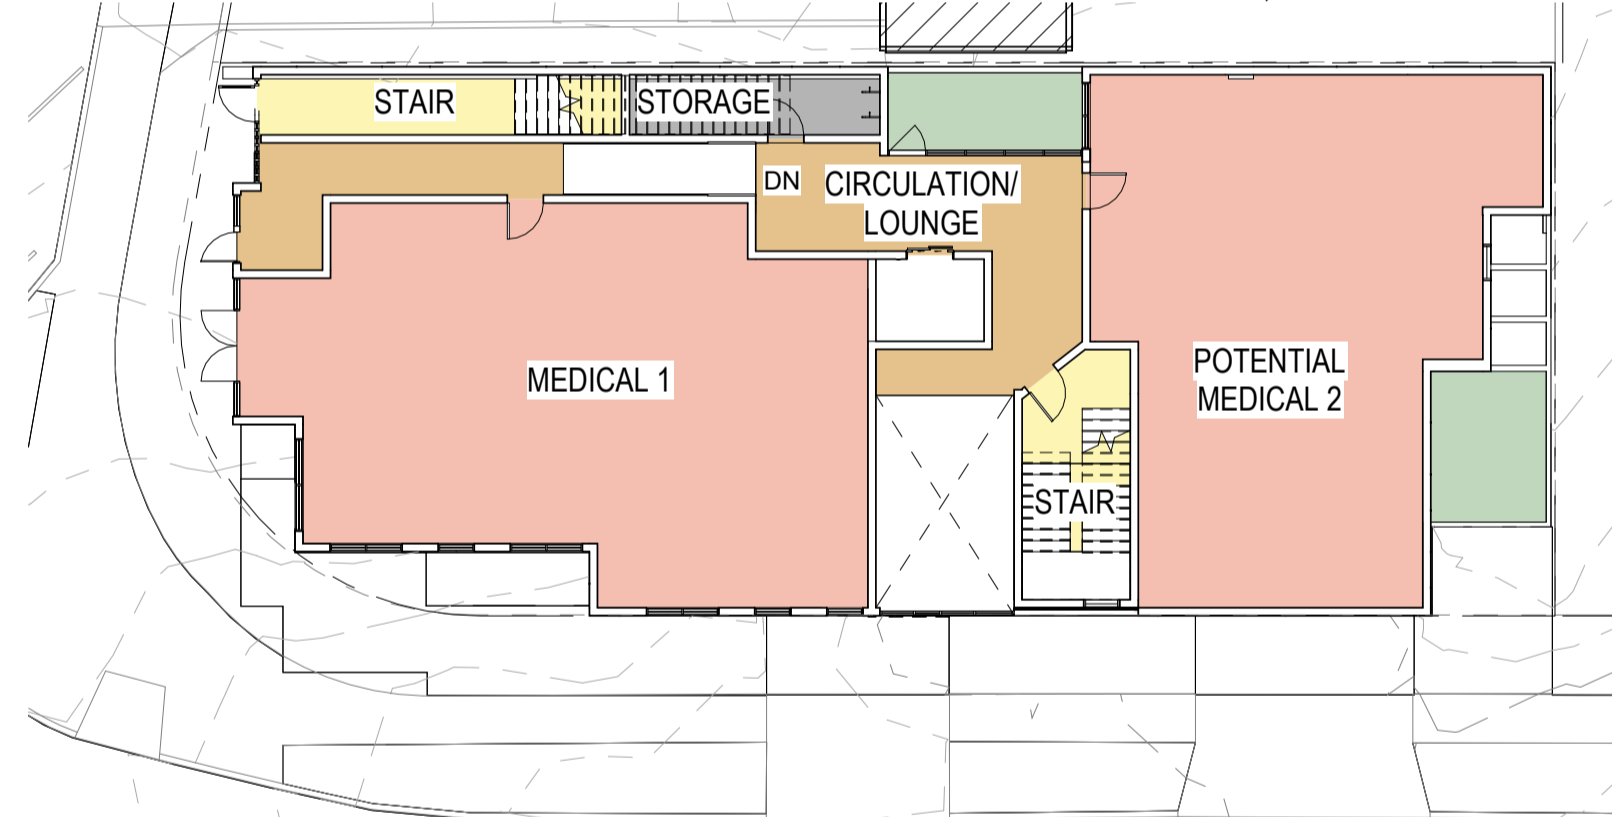 STAIR
STORAGE
DN
CIRCULATION/
LOUNGE
MEDICAL 1
POTENTIAL
MEDICAL 2
STAIR